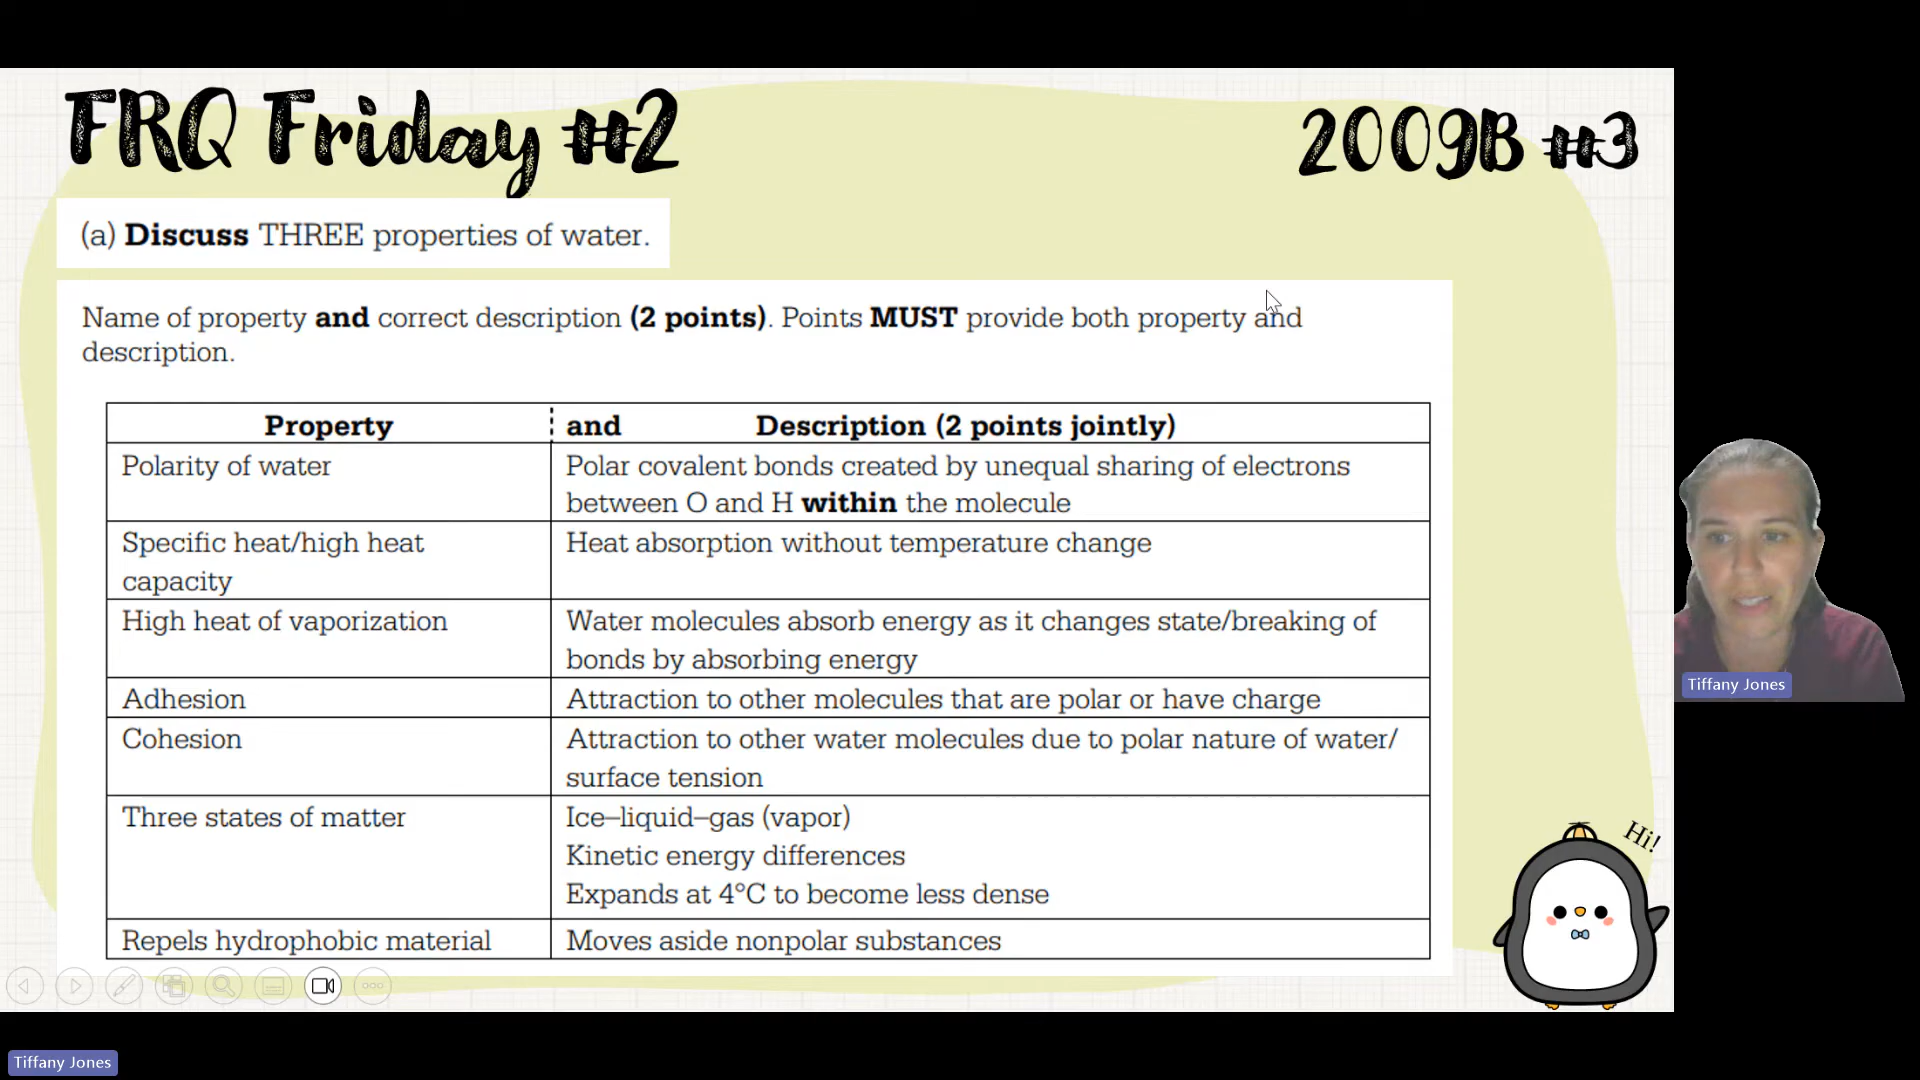 FRQ Friday #2
2009B #3
(a) Discuss THREE properties of water.
Name of property and correct description (2 points). Points MUST provide both property and
description.
Property
and Description (2 points jointly)
Polarity of water
Polar covalent bonds created by unequal sharing of electrons
between O and H within the molecule
Specific heat/high heat
capacity
Heat absorption without temperature change
High heat of vaporization
Water molecules absorb energy as it changes state/breaking of
bonds by absorbing energy
Adhesion
Attraction to other molecules that are polar or have charge
Cohesion
Attraction to other water molecules due to polar nature of water/
surface tension
Three states of matter
Ice–liquid–gas (vapor)
Kinetic energy differences
Expands at 4°C to become less dense
Repels hydrophobic material
Moves aside nonpolar substances
Hi!
Tiffany Jones
Tiffany Jones